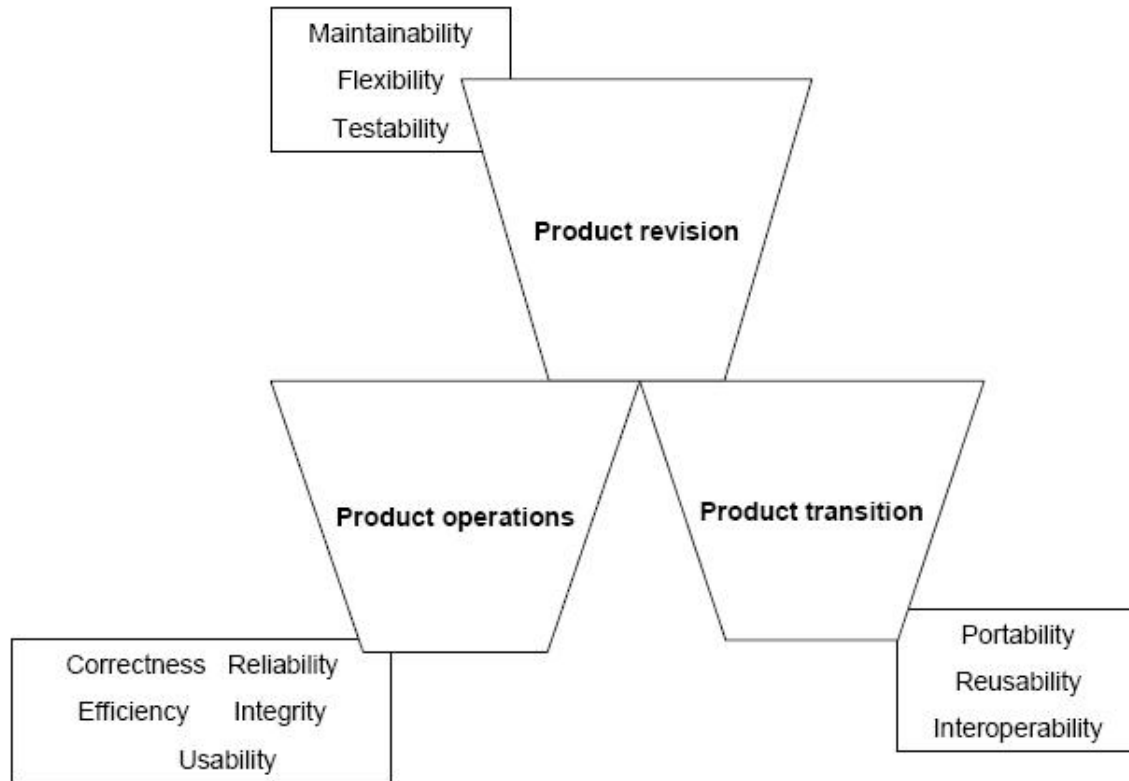 Maintainability
Flexibility
Testability
Product revision
Product operations
Product transition
Correctness Reliability
Efficiency Integrity
Usability
Portability
Reusability
Interoperability